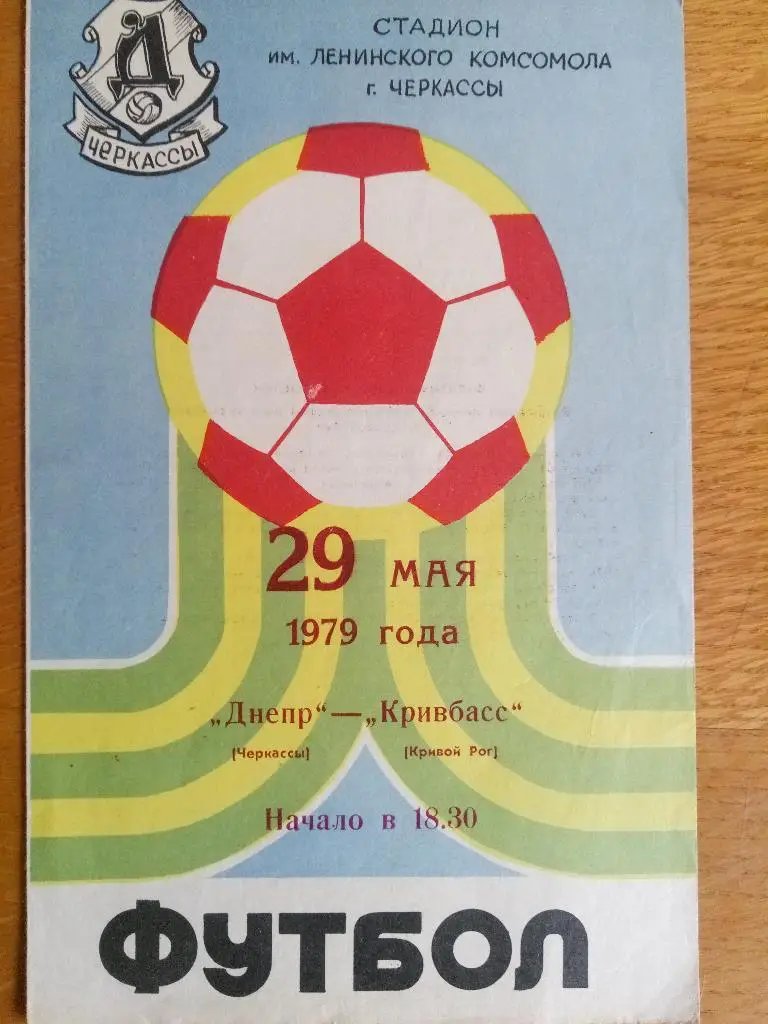 Д
ЧЕРКАССЫ
СТАДИОН
им. ЛЕНИНСКОГО КОМСОМОЛА
г. ЧЕРКАССЫ
29 МАЯ
1979 года
„Днепр“ — „Кривбасс“
(Черкассы) (Кривой Рог)
Начало в 18.30
ФУТБОЛ